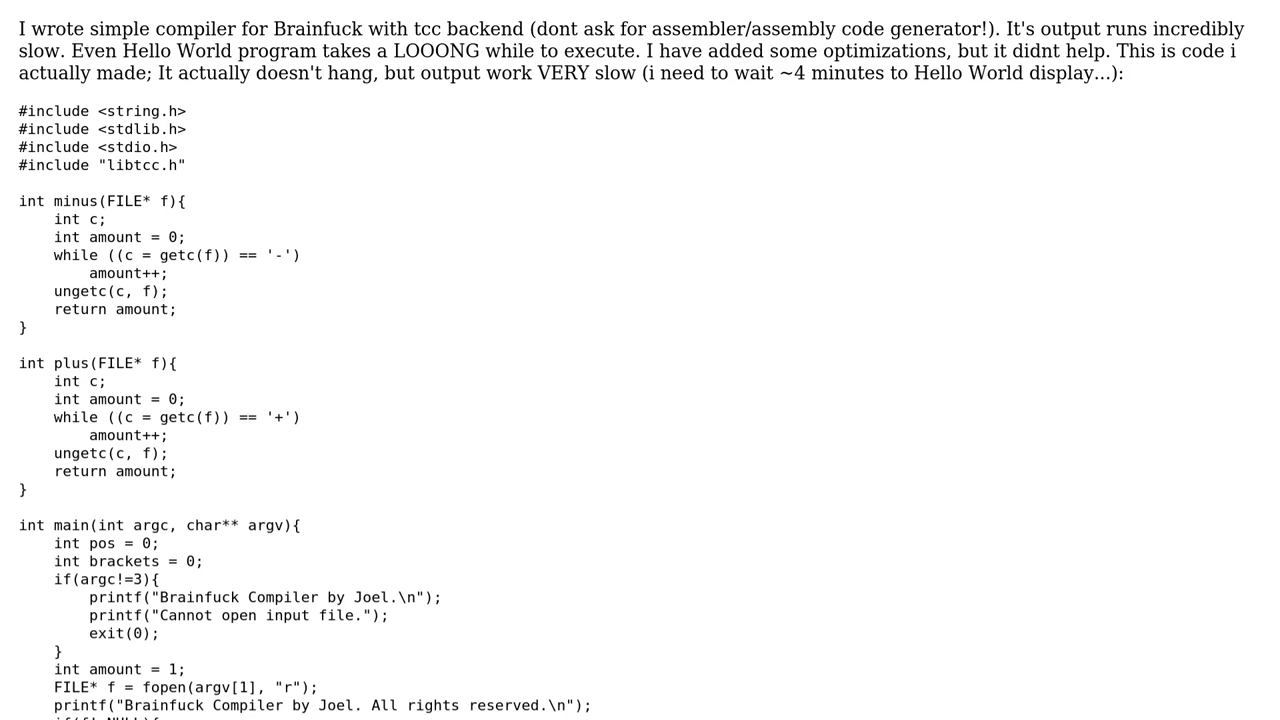 I wrote simple compiler for Brainfuck with tcc backend (dont ask for assembler/assembly code generator!). It's output runs incredibly
slow. Even Hello World program takes a LOOONG while to execute. I have added some optimizations, but it didnt help. This is code i
actually made; It actually doesn't hang, but output work VERY slow (i need to wait ~4 minutes to Hello World display...):
#include <string.h>
#include <stdlib.h>
#include <stdio.h>
#include "libtcc.h"
int minus(FILE* f){
    int c;
    int amount = 0;
    while ((c = getc(f)) == '-')
        amount++;
    ungetc(c, f);
    return amount;
}
int plus(FILE* f){
    int c;
    int amount = 0;
    while ((c = getc(f)) == '+')
        amount++;
    ungetc(c, f);
    return amount;
}
int main(int argc, char** argv){
    int pos = 0;
    int brackets = 0;
    if(argc!=3){
        printf("Brainfuck Compiler by Joel.\n");
        printf("Cannot open input file.");
        exit(0);
    }
    int amount = 1;
    FILE* f = fopen(argv[1], "r");
    printf("Brainfuck Compiler by Joel. All rights reserved.\n");